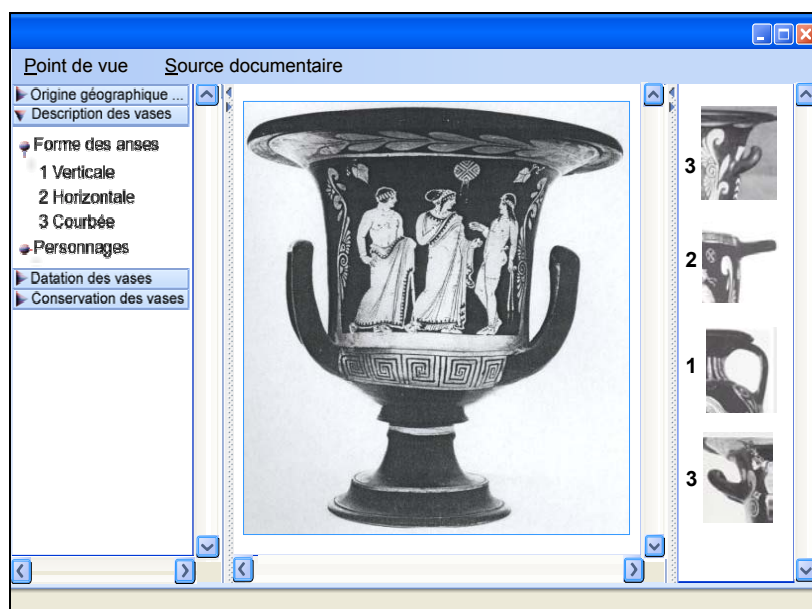 Point de vue Source documentaire
Origine géographique ...
Description des vases
Forme des anses
1 Verticale
2 Horizontale
3 Courbée
Personnages
Datation des vases
Conservation des vases
3
2
1
3